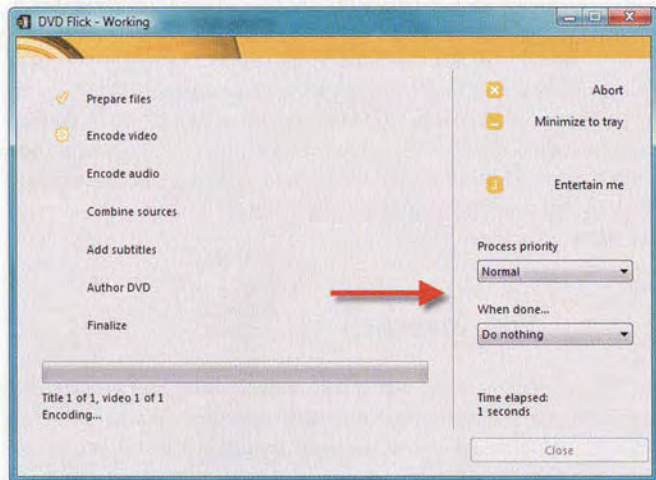 DVD Flick - Working
Prepare files
Encode video
Encode audio
Combine sources
Add subtitles
Author DVD
Finalize
Title 1 of 1, video 1 of 1
Encoding...
Abort
Minimize to tray
Entertain me
Process priority
Normal
When done...
Do nothing
Time elapsed:
1 seconds
Close